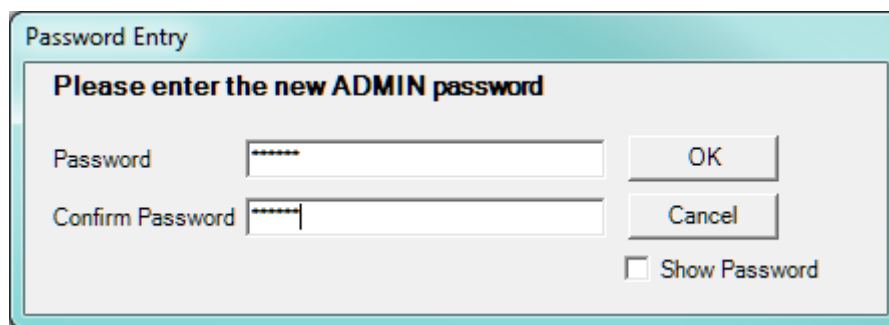 Password Entry
Please enter the new ADMIN password
Password ****** OK
Confirm Password ****** Cancel
Show Password